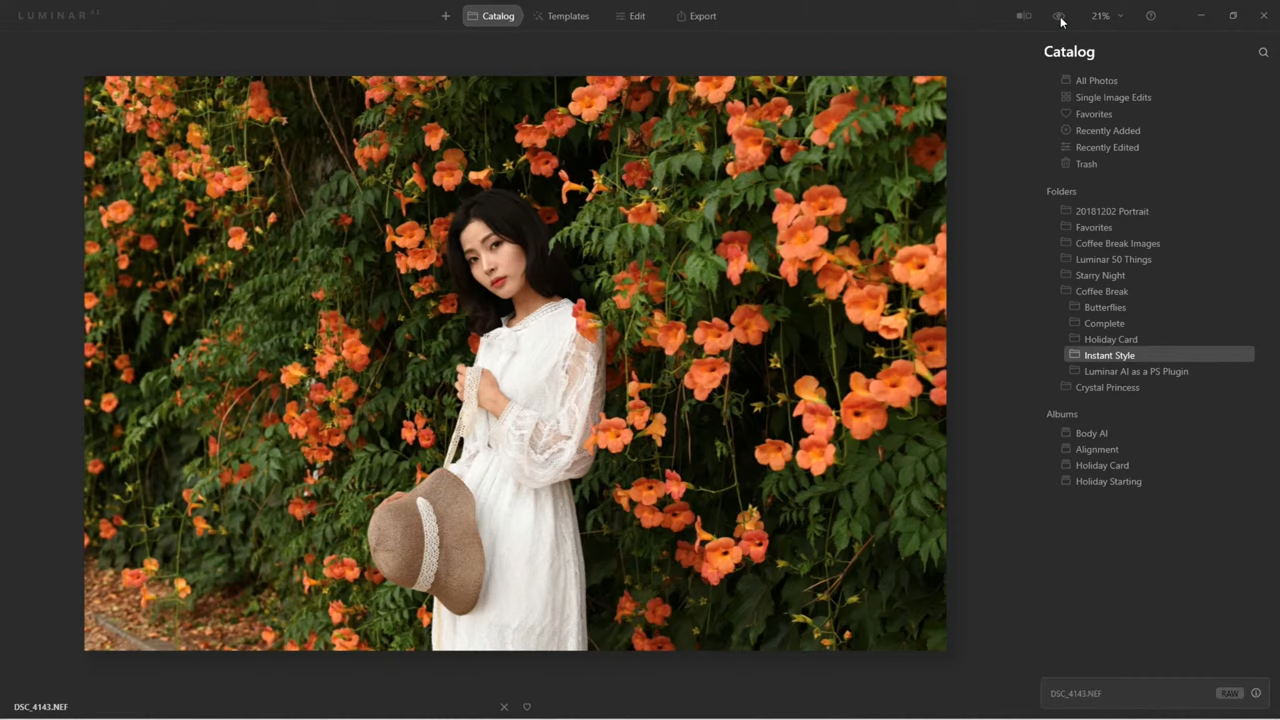 LUMINAR AI
Catalog
Templates
Edit
Export
21%
Catalog
All Photos
Single Image Edits
Favorites
Recently Added
Recently Edited
Trash
Folders
20181202 Portrait
Favorites
Coffee Break Images
Luminar 50 Things
Starry Night
Coffee Break
Butterflies
Complete
Holiday Card
Instant Style
Luminar AI as a PS Plugin
Crystal Princess
Albums
Body AI
Alignment
Holiday Card
Holiday Starting
DSC_4143.NEF
RAW
DSC_4143.NEF